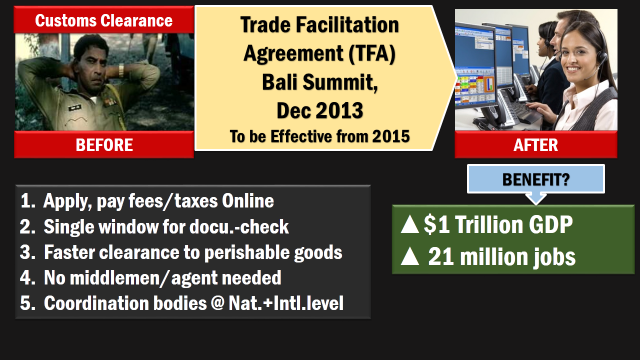 Customs Clearance
BEFORE
Trade Facilitation
Agreement (TFA)
Bali Summit,
Dec 2013
To be Effective from 2015
AFTER
BENEFIT?
1. Apply, pay fees/taxes Online
2. Single window for docu.-check
3. Faster clearance to perishable goods
4. No middlemen/agent needed
5. Coordination bodies @ Nat.+Intl.level
▲$1 Trillion GDP
▲ 21 million jobs